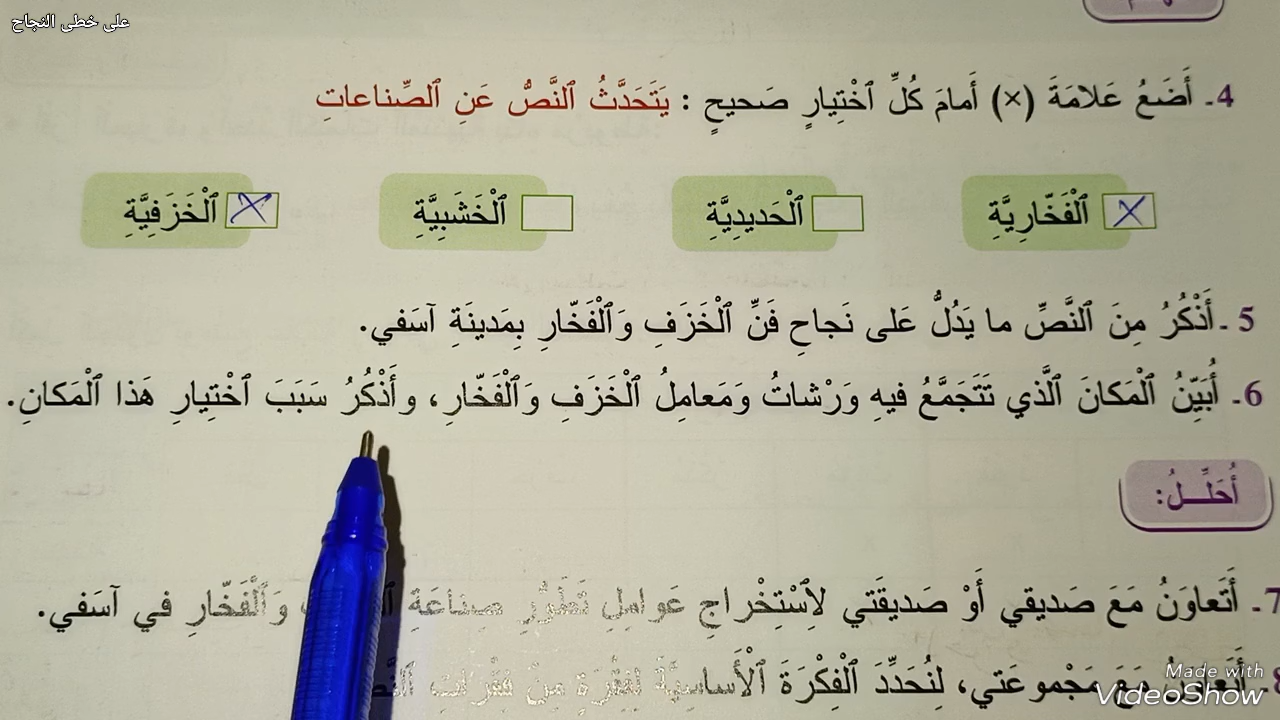 على خطى النجاح
4. أَضَعُ عَلامَةَ (×) أَمامَ كُلِّ ٱخْتِيارٍ صَحيحٍ : يَتَحَدَّثُ ٱلنَّصُّ عَنِ ٱلصِّناعاتِ
ٱلْفَخّارِيَّةِ ٱلْحَديدِيَّةِ ٱلْخَشَبِيَّةِ ٱلْخَزَفِيَّةِ
5. أَذْكُرُ مِنَ ٱلنَّصِّ ما يَدُلُّ عَلى نَجاحِ فَنِّ ٱلْخَزَفِ وَٱلْفَخّارِ بِمَدينَةِ آسَفي.
6. أُبَيِّنُ ٱلْمَكانَ ٱلَّذي تَتَجَمَّعُ فيهِ وَرْشاتُ وَمَعامِلُ ٱلْخَزَفِ وَٱلْفَخّارِ، وأَذْكُرُ سَبَبَ ٱخْتِيارِ هَذا ٱلْمَكانِ.
أُحَلِّـــلُ:
7. أَتَعاوَنُ مَعَ صَديقي أَوْ صَديقَتي لِٱسْتِخْراجِ عَوامِلِ تَطَوُّرِ صِناعَةِ وَٱلْفَخّارِ في آسَفي.
مَعَ مَجْموعَتي، لِنُحَدِّدَ ٱلْفِكْرَةَ ٱلْأَساسِيَّةَ لِفِقْرَةٍ مِنْ
Made with
VideoShow